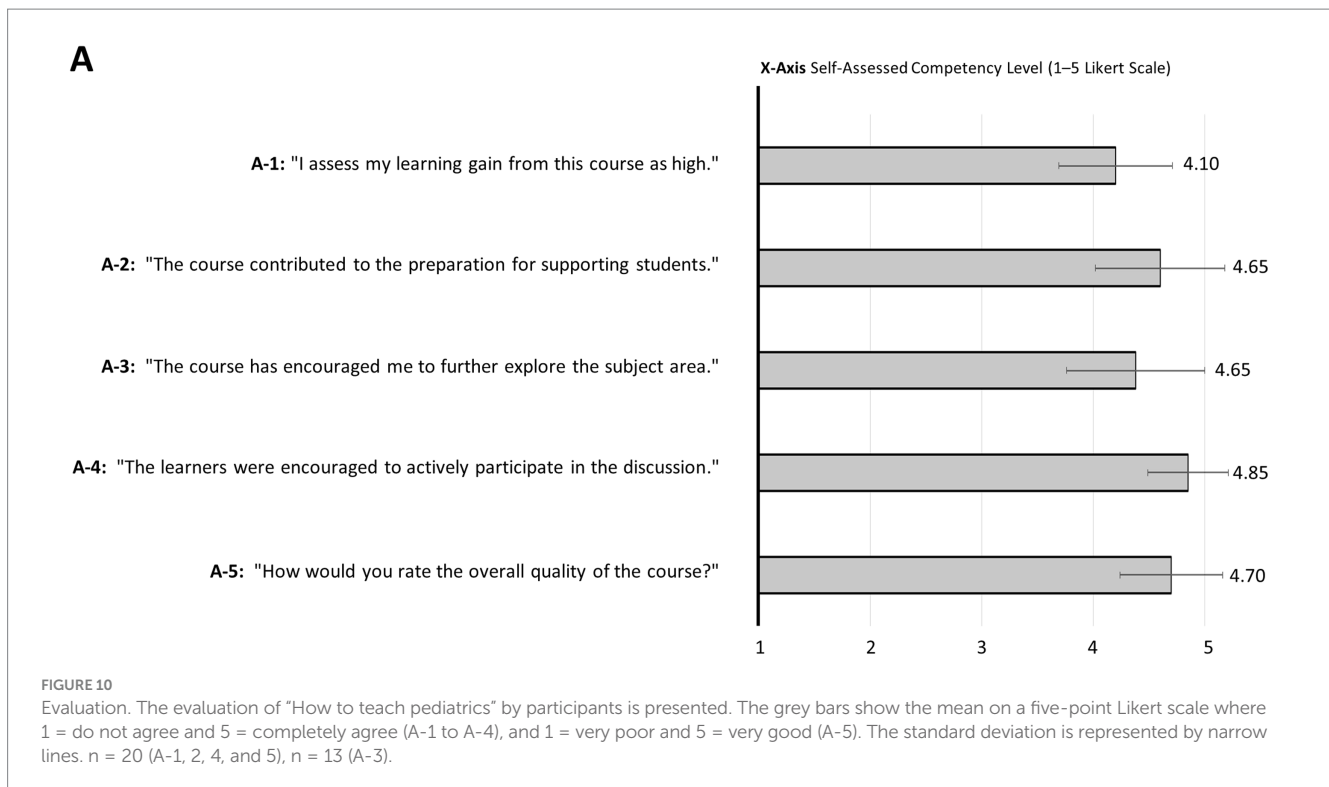 A
X-Axis Self-Assessed Competency Level (1–5 Likert Scale)
A-1: "I assess my learning gain from this course as high."
4.10
A-2: "The course contributed to the preparation for supporting students."
4.65
A-3: "The course has encouraged me to further explore the subject area."
4.65
A-4: "The learners were encouraged to actively participate in the discussion."
4.85
A-5: "How would you rate the overall quality of the course?"
4.70
1 2 3 4 5
FIGURE 10
Evaluation. The evaluation of “How to teach pediatrics” by participants is presented. The grey bars show the mean on a five-point Likert scale where
1 = do not agree and 5 = completely agree (A-1 to A-4), and 1 = very poor and 5 = very good (A-5). The standard deviation is represented by narrow
lines. n = 20 (A-1, 2, 4, and 5), n = 13 (A-3).